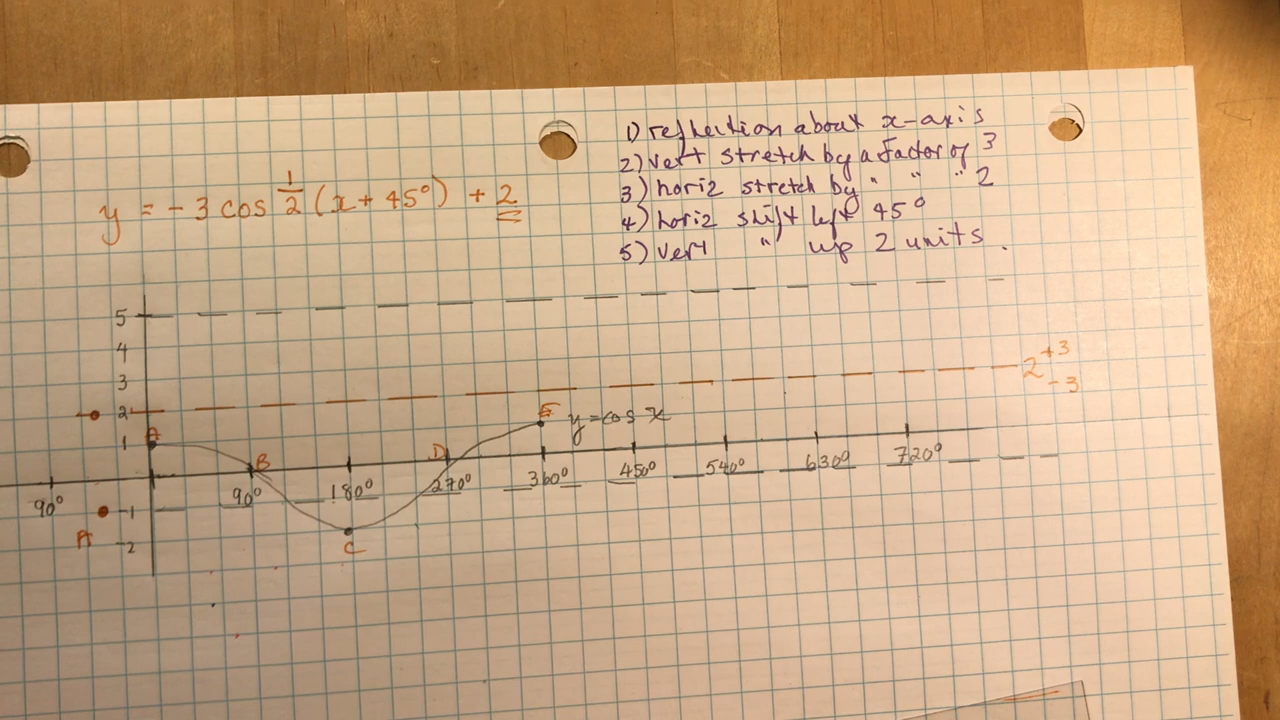 1) reflection about x-axis
2) vert stretch by a factor of 3
3) horiz stretch by " " " 2
4) horiz shift left 45°
5) vert " up 2 units.
y = -3 cos 1/2 (x + 45°) + 2
5
4
3
2
1
-1
-2
2 +3 -3
y = cos x
A
B
C
D
E
A
90° 90° 180° 270° 360° 450° 540° 630° 720°